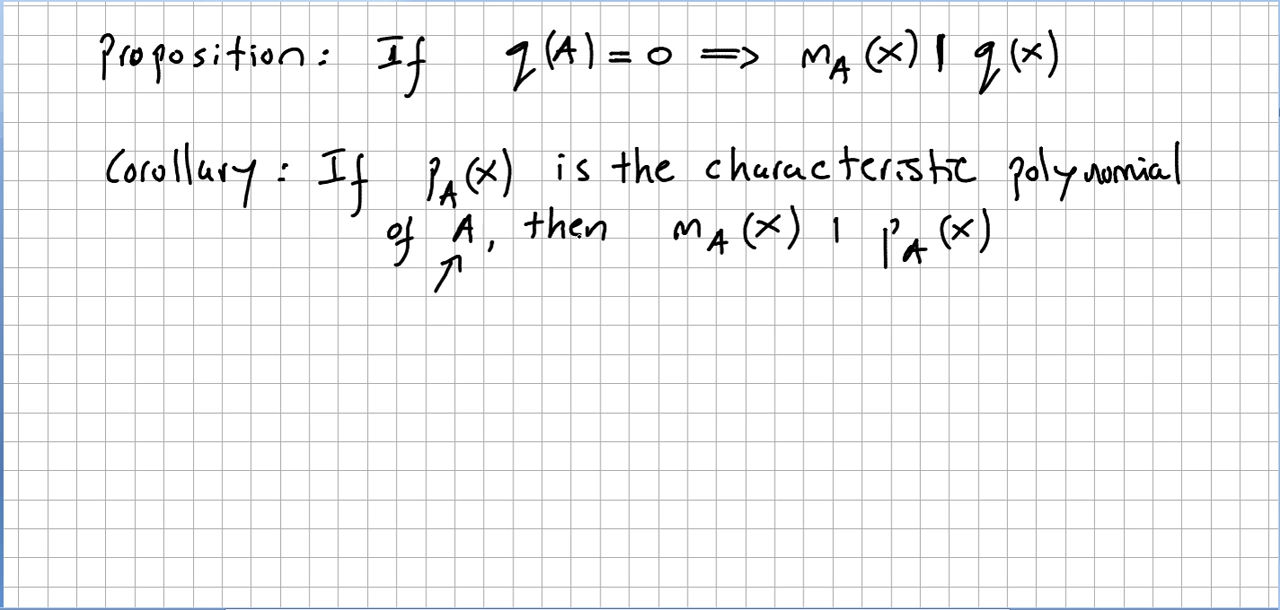 Proposition: If q(A) = 0 ⟹ m_A(x) | q(x)
Corollary: If p_A(x) is the characteristic polynomial
of A, then m_A(x) | p_A(x)